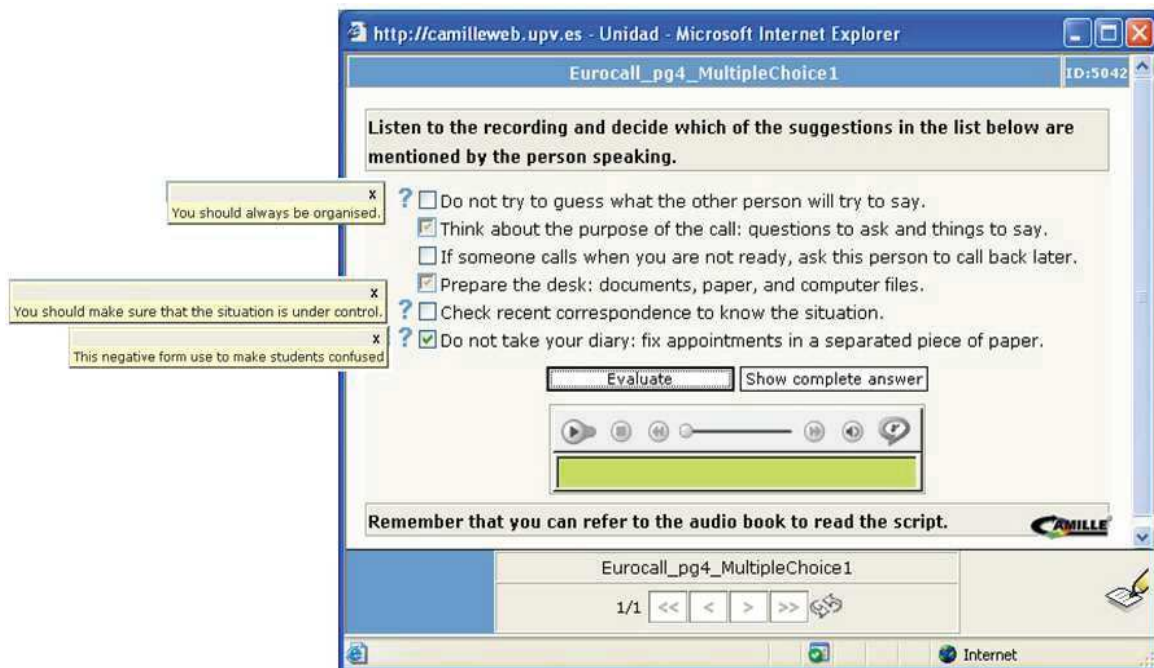 http://camilleweb.upv.es - Unidad - Microsoft Internet Explorer
Eurocall_pg4_MultipleChoice1
ID:5042
Listen to the recording and decide which of the suggestions in the list below are
mentioned by the person speaking.
x
You should always be organised.
? Do not try to guess what the other person will try to say.
Think about the purpose of the call: questions to ask and things to say.
If someone calls when you are not ready, ask this person to call back later.
Prepare the desk: documents, paper, and computer files.
x
You should make sure that the situation is under control.
? Check recent correspondence to know the situation.
x
This negative form use to make students confused
? Do not take your diary: fix appointments in a separated piece of paper.
Evaluate
Show complete answer
Remember that you can refer to the audio book to read the script.
CAMILLE
Eurocall_pg4_MultipleChoice1
1/1 << < > >>
Internet